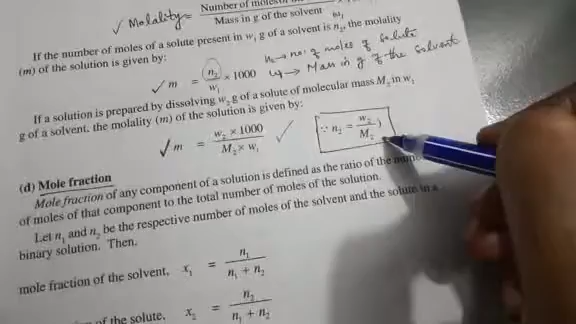 ✓ Molality = Number of moles of
Mass in g of the solvent
w₁
If the number of moles of a solute present in w₁ g of a solvent is n₂, the molality
(m) of the solution is given by:
n₂ → no. of moles of solute
✓ m = n₂/w₁ × 1000
w₁ → Mass in g of the solvent
If a solution is prepared by dissolving w₂ g of a solute of molecular mass M₂ in w₁
g of a solvent, the molality (m) of the solution is given by:
✓ m = w₂ × 1000 / M₂ × w₁ ✓
∵ n₂ = w₂/M₂
(d) Mole fraction
Mole fraction of any component of a solution is defined as the ratio of the
of moles of that component to the total number of moles of the solution.
Let n₁ and n₂ be the respective number of moles of the solvent and the solute in a
binary solution. Then,
mole fraction of the solvent, x₁ = n₁ / n₁ + n₂
of the solute, x₂ = n₂ / n₁ + n₂